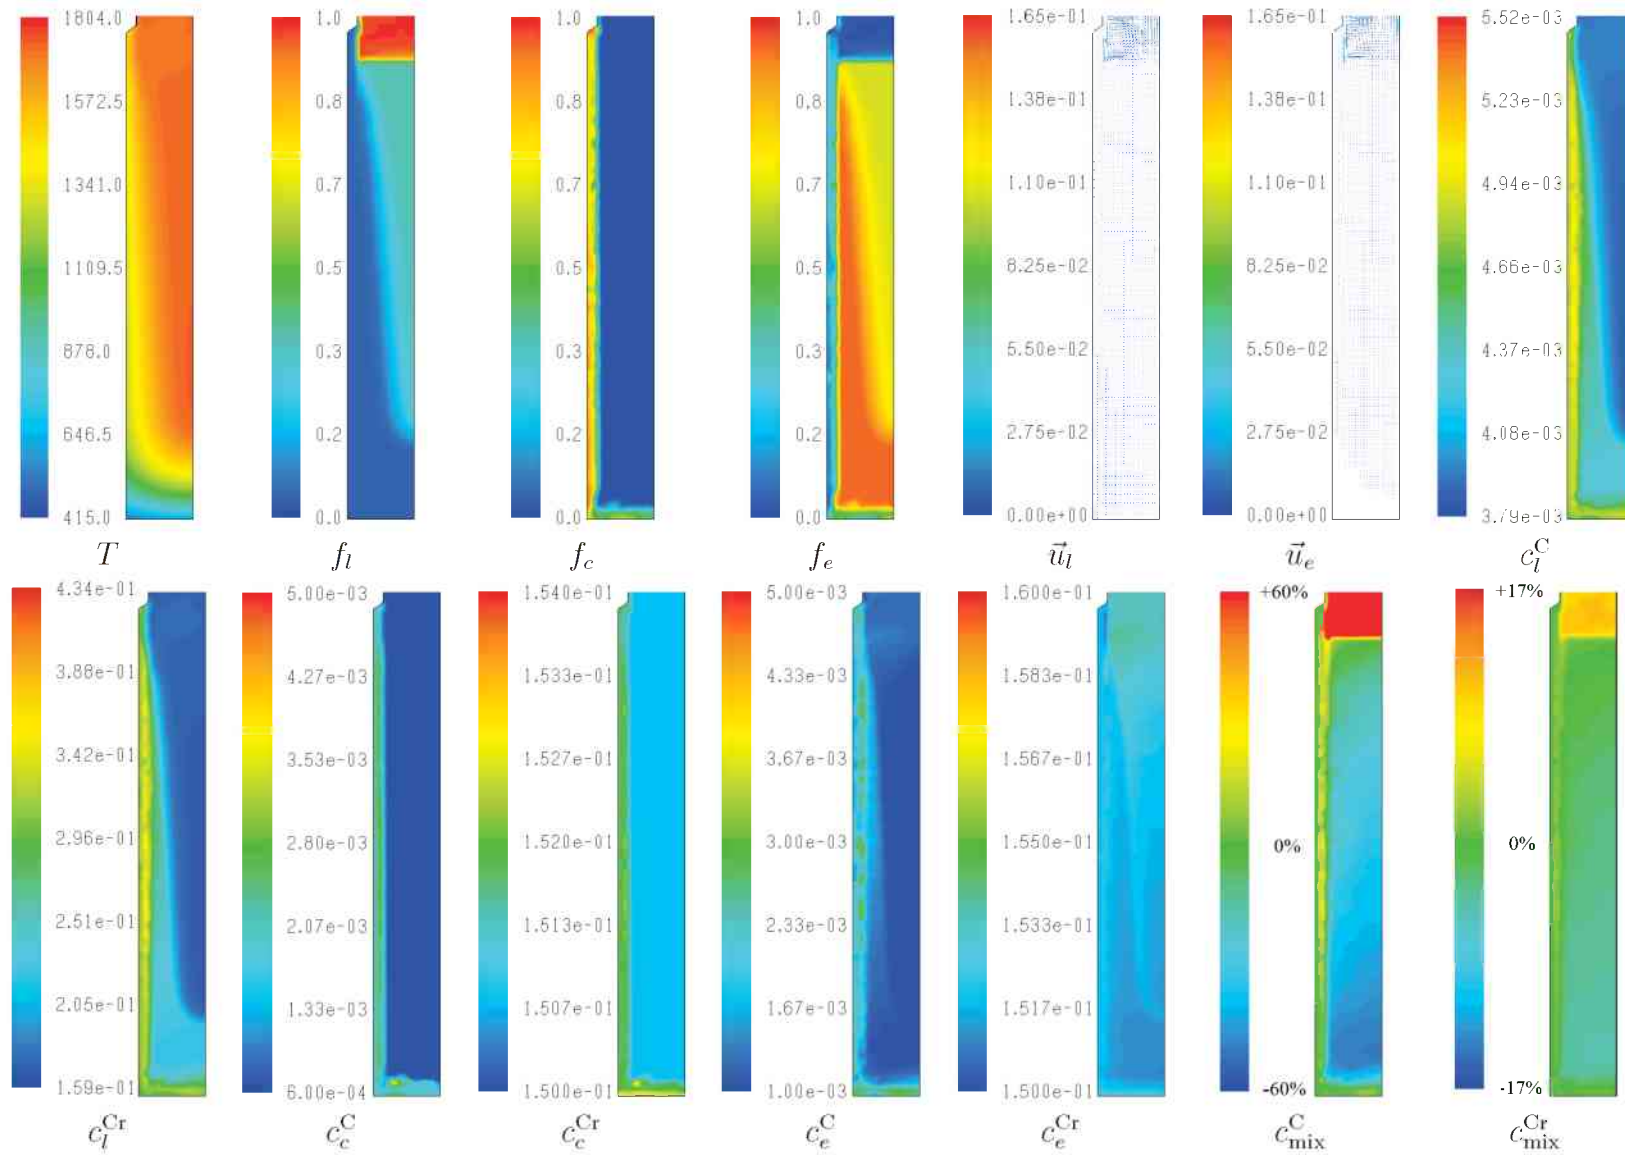 1804.0
1572.5
1341.0
1109.5
878.0
646.5
415.0
T
1.0
0.8
0.7
0.5
0.3
0.2
0.0
f_l
1.0
0.8
0.7
0.5
0.3
0.2
0.0
f_c
1.0
0.8
0.7
0.5
0.3
0.2
0.0
f_e
1.65e-01
1.38e-01
1.10e-01
8.25e-02
5.50e-02
2.75e-02
0.00e+00
u⃗_l
1.65e-01
1.38e-01
1.10e-01
8.25e-02
5.50e-02
2.75e-02
0.00e+00
u⃗_e
5.52e-03
5.23e-03
4.94e-03
4.66e-03
4.37e-03
4.08e-03
3.79e-03
c_l^C
4.34e-01
3.88e-01
3.42e-01
2.96e-01
2.51e-01
2.05e-01
1.59e-01
c_l^Cr
5.00e-03
4.27e-03
3.53e-03
2.80e-03
2.07e-03
1.33e-03
6.00e-04
c_c^C
1.540e-01
1.533e-01
1.527e-01
1.520e-01
1.513e-01
1.507e-01
1.500e-01
c_c^Cr
5.00e-03
4.33e-03
3.67e-03
3.00e-03
2.33e-03
1.67e-03
1.00e-03
c_e^C
1.600e-01
1.583e-01
1.567e-01
1.550e-01
1.533e-01
1.517e-01
1.500e-01
c_e^Cr
+60%
0%
-60%
c_mix^C
+17%
0%
-17%
c_mix^Cr